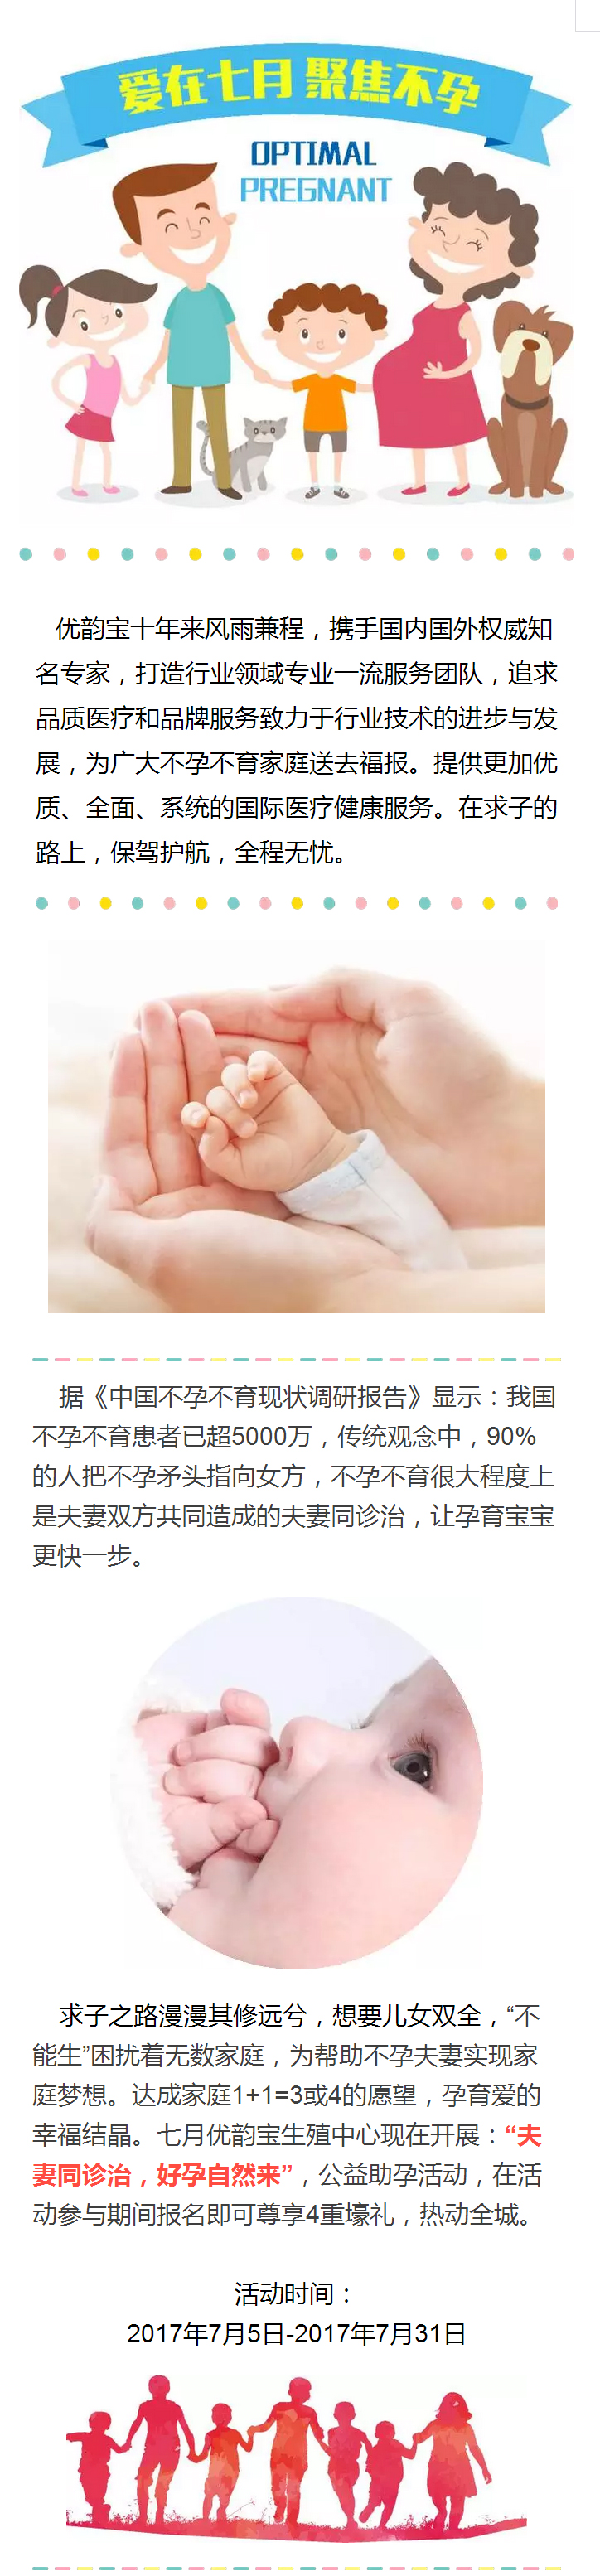 爱在七月 聚焦不孕
OPTIMAL
PREGNANT
优韵宝十年来风雨兼程，携手国内国外权威知
名专家，打造行业领域专业一流服务团队，追求
品质医疗和品牌服务致力于行业技术的进步与发
展，为广大不孕不育家庭送去福报。提供更加优
质、全面、系统的国际医疗健康服务。在求子的
路上，保驾护航，全程无忧。
据《中国不孕不育现状调研报告》显示：我国
不孕不育患者已超5000万，传统观念中，90%
的人把不孕矛头指向女方，不孕不育很大程度上
是夫妻双方共同造成的夫妻同诊治，让孕育宝宝
更快一步。
求子之路漫漫其修远兮，想要儿女双全，“不
能生”困扰着无数家庭，为帮助不孕夫妻实现家
庭梦想。达成家庭1+1=3或4的愿望，孕育爱的
幸福结晶。七月优韵宝生殖中心现在开展：“夫
妻同诊治，好孕自然来”，公益助孕活动，在活
动参与期间报名即可尊享4重壕礼，热动全城。
活动时间：
2017年7月5日-2017年7月31日